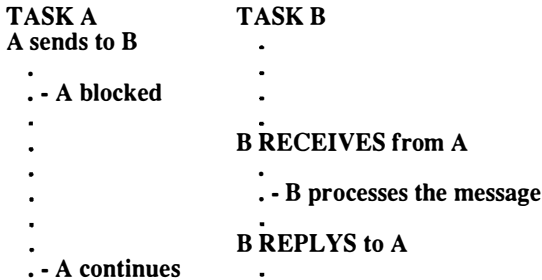 TASK A TASK B
A sends to B .
. .
. - A blocked .
. .
. B RECEIVES from A
. .
. . - B processes the message
. .
. B REPLYS to A
. - A continues .